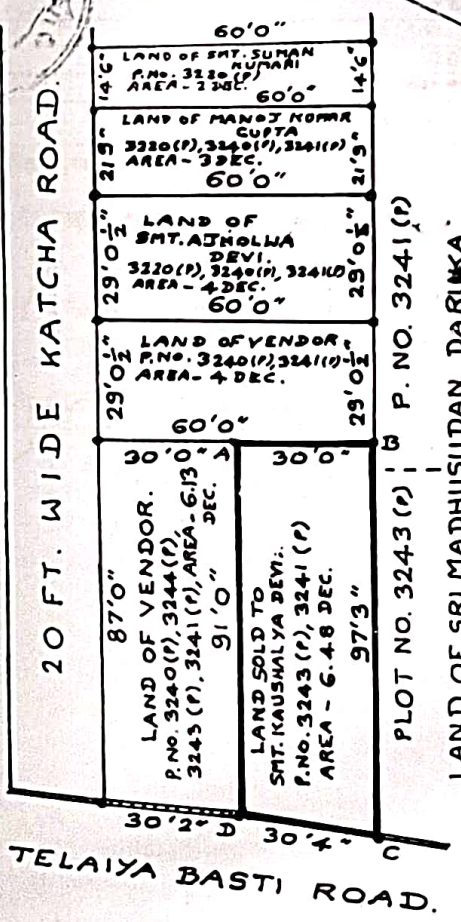 60'0"
14'6"
LAND OF SMT. SUMAN
KUMARI
P.NO. 3220 (P)
AREA - 2 DEC.
60'0"
14'6"
21'9"
LAND OF MANOJ KUMAR
GUPTA
3220(P), 3240(P), 3241(P)
AREA - 3 DEC.
60'0"
21'9"
29'0½"
LAND OF
SMT. AJNOLWA
DEVI.
3220(P), 3240(P), 3241(P)
AREA - 4 DEC.
60'0"
29'0½"
29'0½"
LAND OF VENDOR.
P.NO. 3240(P), 3241(P)
AREA - 4 DEC.
60'0"
29'0½"
30'0" A
30'0"
B
87'0"
LAND OF VENDOR.
P.NO. 3240(P), 3244(P),
3243 (P), 3241 (P), AREA - 6.13
DEC.
91'0"
LAND SOLD TO
SMT. KAUSHALYA DEVI.
P.NO. 3243 (P), 3241 (P)
AREA - 6.48 DEC.
97'3"
30'2" D
30'4"
C
20 FT. WIDE KATCHA ROAD.
P. NO. 3241 (P)
PLOT NO. 3243 (P)
LAND OF SRI MADHUSUDAN DARUKA.
TELAIYA BASTI ROAD.